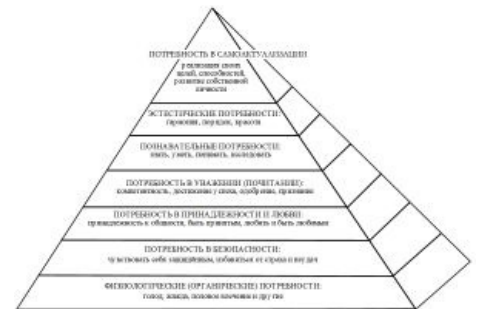 ПОТРЕБНОСТЬ В САМОАКТУАЛИЗАЦИИ
реализация своих
целей, способностей,
развитие собственной
личности
ЭСТЕТИЧЕСКИЕ ПОТРЕБНОСТИ:
гармония, порядок, красота
ПОЗНАВАТЕЛЬНЫЕ ПОТРЕБНОСТИ:
знать, уметь, понимать, исследовать
ПОТРЕБНОСТЬ В УВАЖЕНИИ (ПОЧИТАНИИ):
компетентность, достижение успеха, одобрение, признание
ПОТРЕБНОСТЬ В ПРИНАДЛЕЖНОСТИ И ЛЮБВИ:
принадлежность к общности, быть принятым, любить и быть любимым
ПОТРЕБНОСТЬ В БЕЗОПАСНОСТИ:
чувствовать себя защищённым, избавиться от страха и неудач
ФИЗИОЛОГИЧЕСКИЕ (ОРГАНИЧЕСКИЕ) ПОТРЕБНОСТИ:
голод, жажда, половое влечение и другие